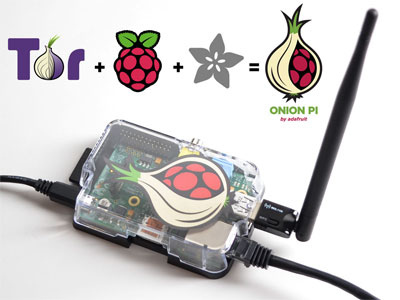 Tor + + =
ONION PI
by adafruit